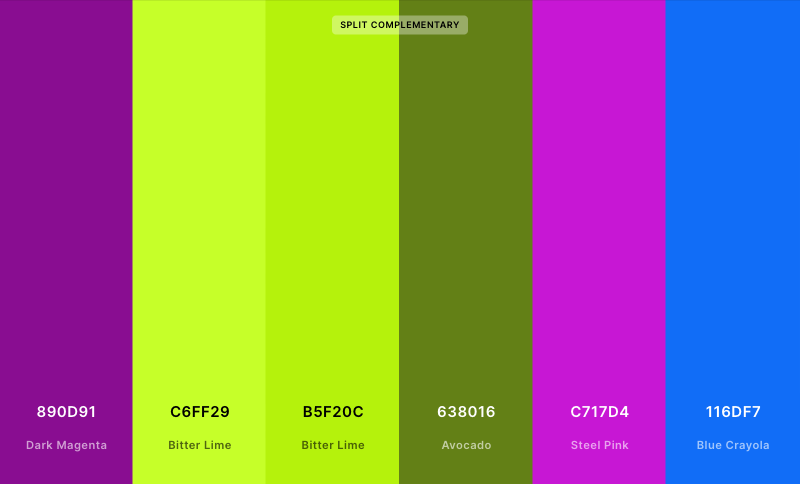 SPLIT COMPLEMENTARY
890D91
Dark Magenta
C6FF29
Bitter Lime
B5F20C
Bitter Lime
638016
Avocado
C717D4
Steel Pink
116DF7
Blue Crayola